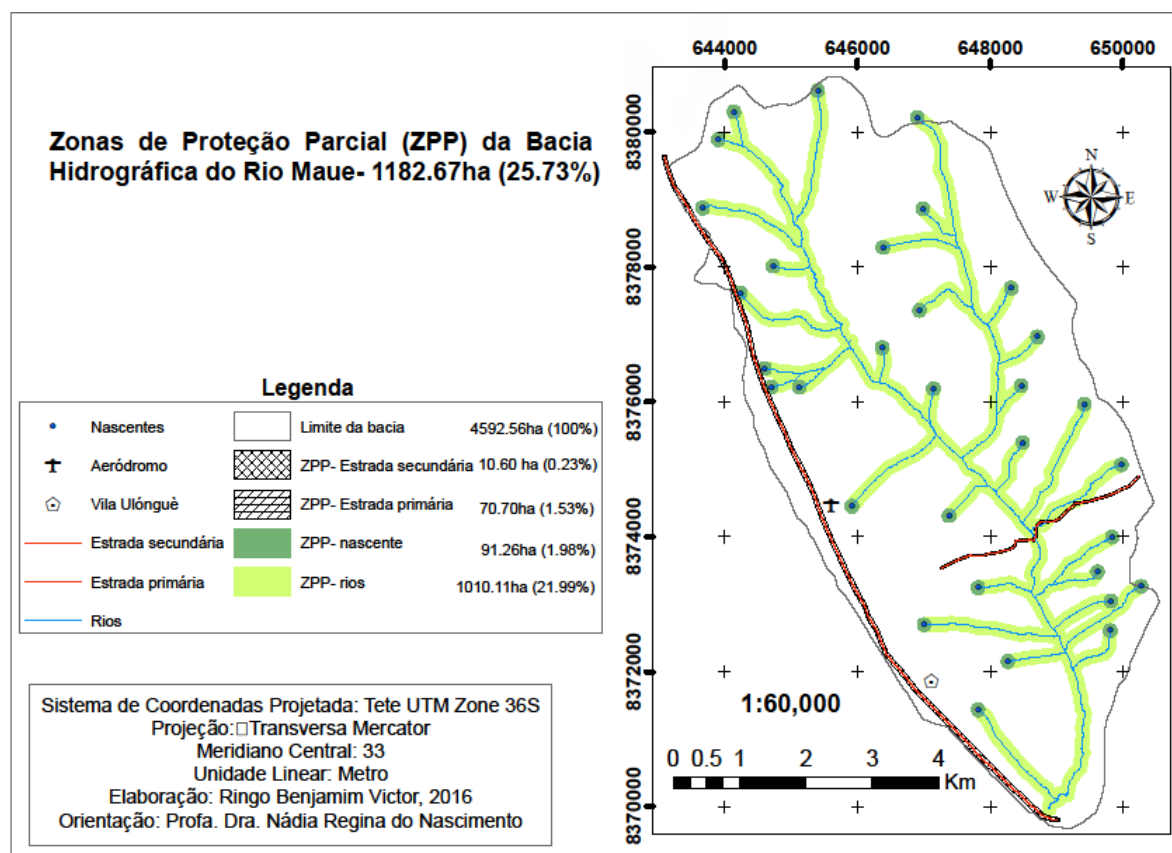 Zonas de Proteção Parcial (ZPP) da Bacia
Hidrográfica do Rio Maue- 1182.67ha (25.73%)
Legenda
Nascentes
Limite da bacia 4592.56ha (100%)
Aeródromo
ZPP- Estrada secundária 10.60 ha (0.23%)
Vila Ulónguè
ZPP- Estrada primária 70.70ha (1.53%)
Estrada secundária
ZPP- nascente 91.26ha (1.98%)
Estrada primária
ZPP- rios 1010.11ha (21.99%)
Rios
Sistema de Coordenadas Projetada: Tete UTM Zone 36S
Projeção:□Transversa Mercator
Meridiano Central: 33
Unidade Linear: Metro
Elaboração: Ringo Benjamim Victor, 2016
Orientação: Profa. Dra. Nádia Regina do Nascimento
644000 646000 648000 650000
8380000
8378000
8376000
8374000
8372000
8370000
N
W E
S
1:60,000
0 0.5 1 2 3 4
Km